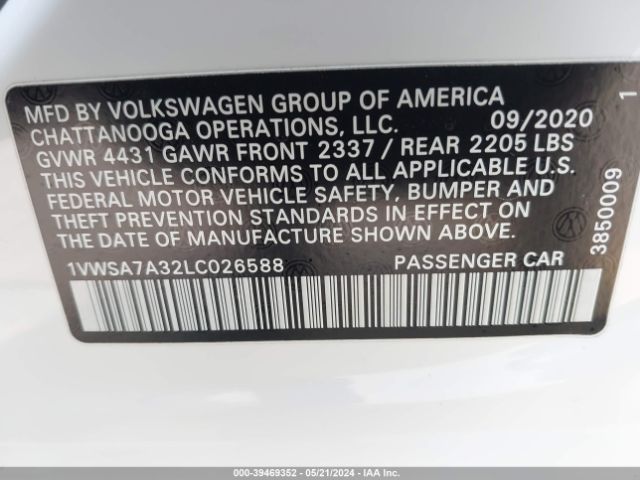 MFD BY VOLKSWAGEN GROUP OF AMERICA
CHATTANOOGA OPERATIONS, LLC. 09/2020
GVWR 4431 GAWR FRONT 2337 / REAR 2205 LBS
THIS VEHICLE CONFORMS TO ALL APPLICABLE U.S.
FEDERAL MOTOR VEHICLE SAFETY, BUMPER AND
THEFT PREVENTION STANDARDS IN EFFECT ON
THE DATE OF MANUFACTURE SHOWN ABOVE.
1VWSA7A32LC026588 PASSENGER CAR
3850009 1
000-39469352 - 05/21/2024 - IAAI.COM